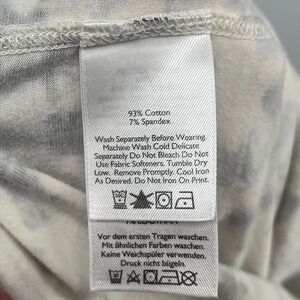 93% Cotton
7% Spandex
Wash Separately Before Wearing.
Machine Wash Cold Delicate
Separately Do Not Bleach Do Not
Use Fabric Softeners. Tumble Dry
Low. Remove Promptly. Cool Iron
As Desired. Do Not Iron On Print.
Vor dem ersten Tragen waschen.
Mit ähnlichen Farben waschen.
Keine Weichspüler verwenden.
Druck nicht bügeln.